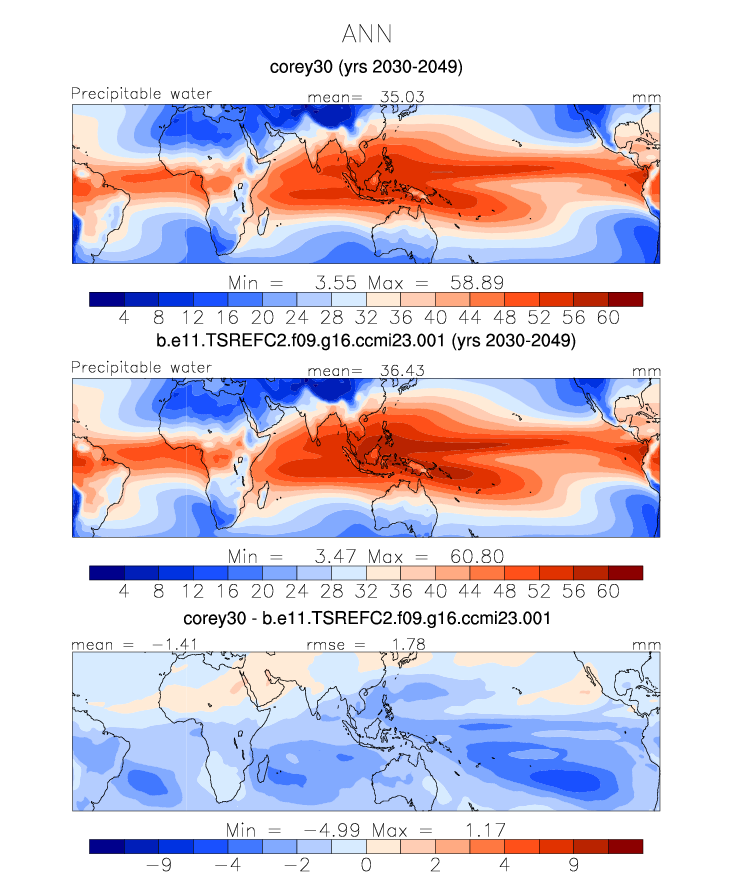 ANN
corey30 (yrs 2030-2049)
Precipitable water mean= 35.03 mm
Min = 3.55 Max = 58.89
4 8 12 16 20 24 28 32 36 40 44 48 52 56 60
b.e11.TSREFC2.f09.g16.ccmi23.001 (yrs 2030-2049)
Precipitable water mean= 36.43 mm
Min = 3.47 Max = 60.80
4 8 12 16 20 24 28 32 36 40 44 48 52 56 60
corey30 - b.e11.TSREFC2.f09.g16.ccmi23.001
mean = -1.41 rmse = 1.78 mm
Min = -4.99 Max = 1.17
-9 -4 -2 0 2 4 9